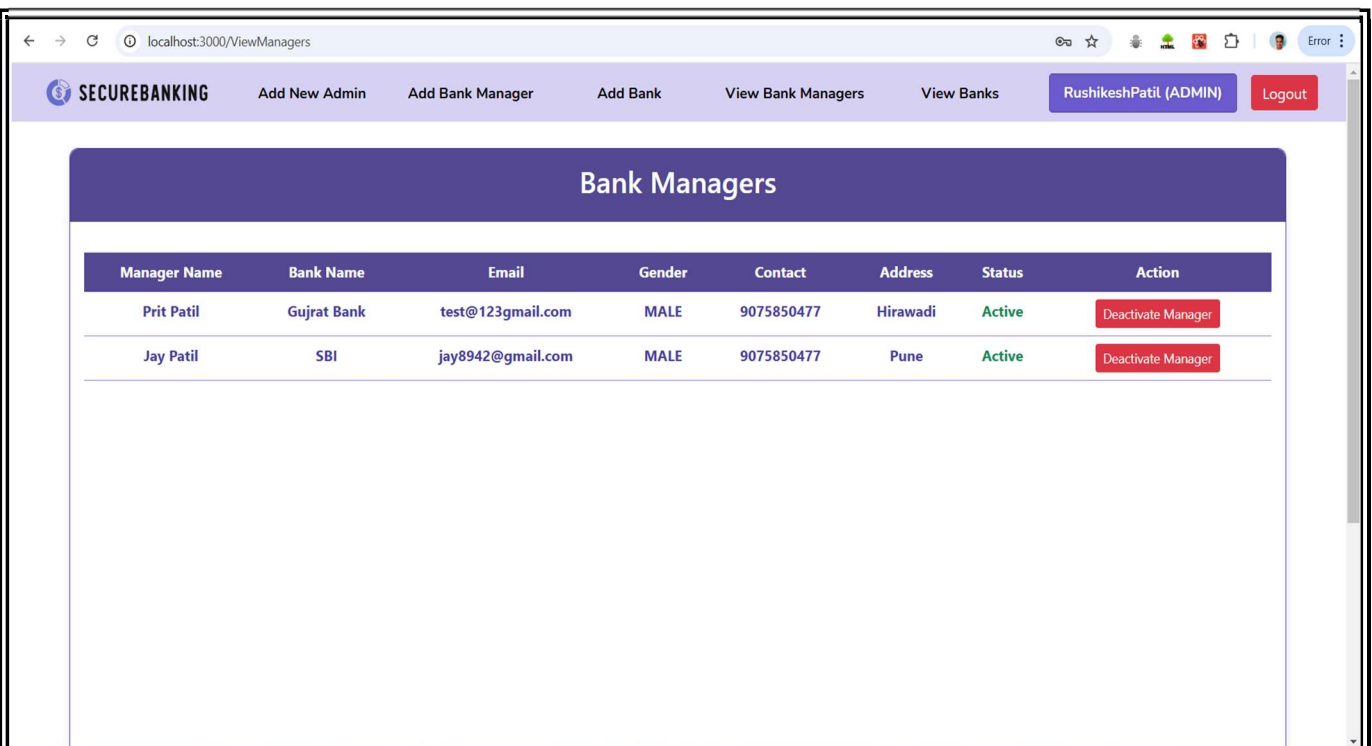 localhost:3000/ViewManagers Error
SECUREBANKING Add New Admin Add Bank Manager Add Bank View Bank Managers View Banks RushikeshPatil (ADMIN) Logout
Bank Managers
Manager Name Bank Name Email Gender Contact Address Status Action
Prit Patil Gujrat Bank test@123gmail.com MALE 9075850477 Hirawadi Active Deactivate Manager
Jay Patil SBI jay8942@gmail.com MALE 9075850477 Pune Active Deactivate Manager